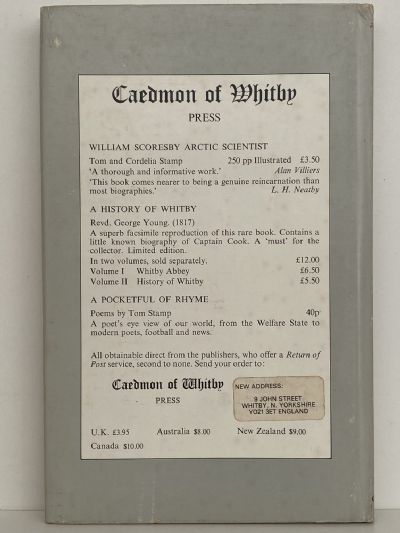 Caedmon of Whitby
PRESS
WILLIAM SCORESBY ARCTIC SCIENTIST
Tom and Cordelia Stamp 250 pp Illustrated £3.50
‘A thorough and informative work.’ Alan Villiers
‘This book comes nearer to being a genuine reincarnation than
most biographies.’ L. H. Neatby
A HISTORY OF WHITBY
Revd. George Young. (1817)
A superb facsimile reproduction of this rare book. Contains a
little known biography of Captain Cook. A ‘must’ for the
collector. Limited edition.
In two volumes, sold separately. £12.00
Volume I Whitby Abbey £6.50
Volume II History of Whitby £5.50
A POCKETFUL OF RHYME
Poems by Tom Stamp 40p
A poet's eye view of our world, from the Welfare State to
modern poets, football and news.
All obtainable direct from the publishers, who offer a Return of
Post service, second to none. Send your order to:
Caedmon of Whitby
PRESS
NEW ADDRESS:
9 JOHN STREET
WHITBY, N. YORKSHIRE
YO21 3ET ENGLAND
U.K. £3.95 Australia $8.00 New Zealand $9.00
Canada $10.00